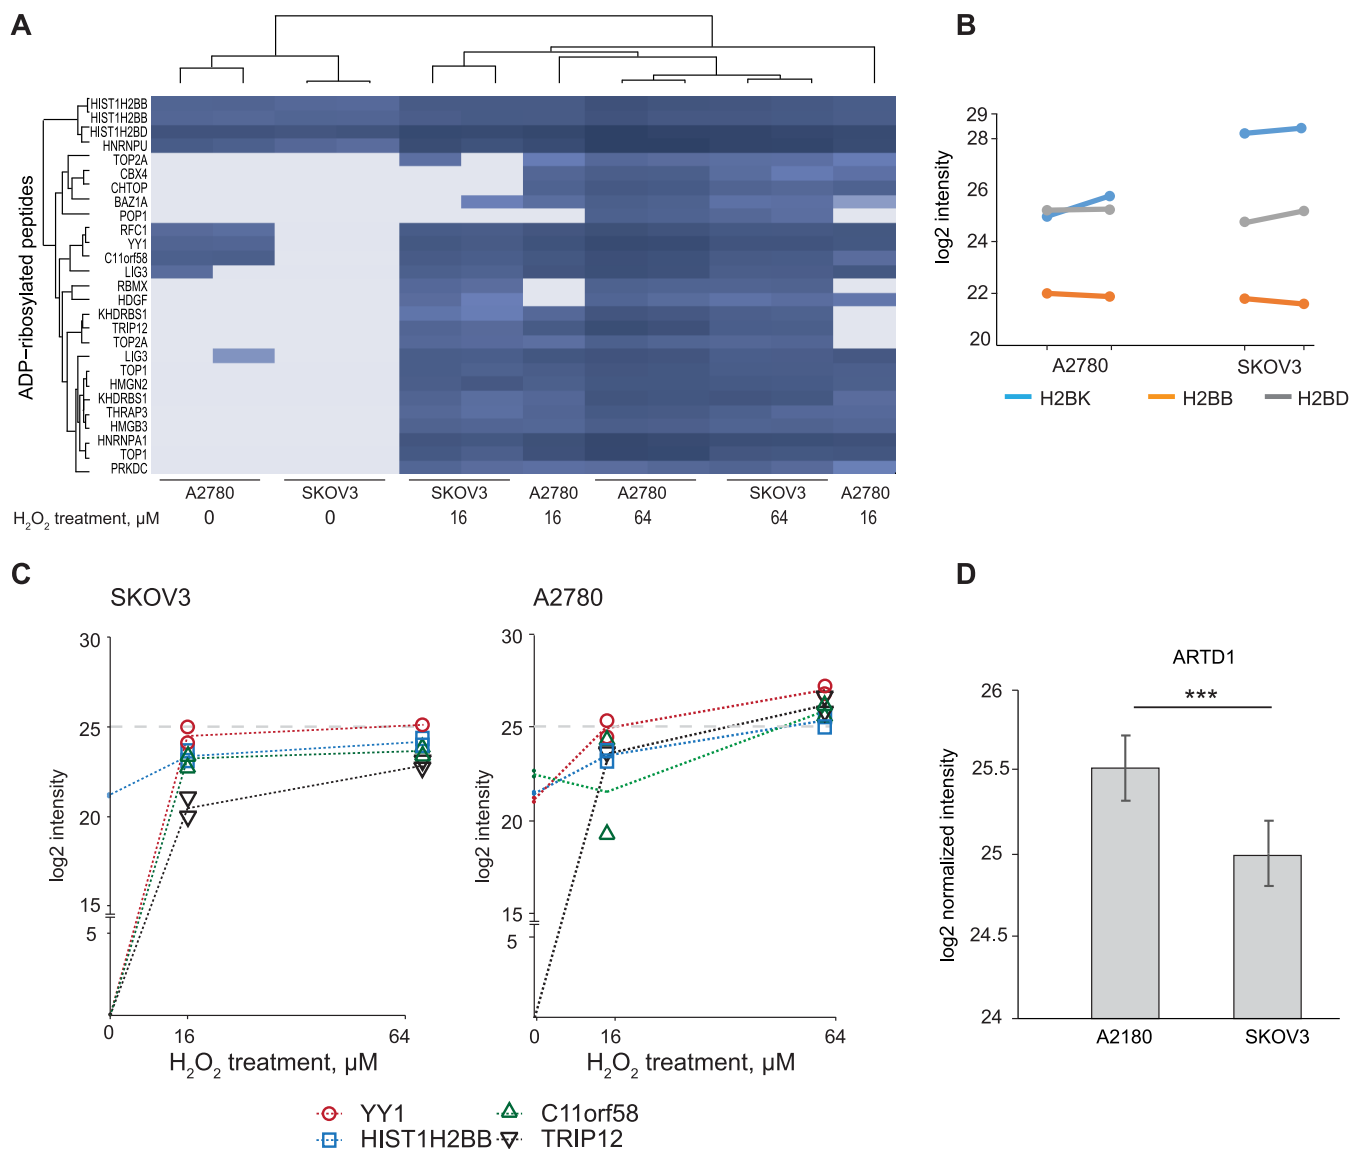 A
ADP−ribosylated peptides
HIST1H2BB
HIST1H2BB
HIST1H2BD
HNRNPU
TOP2A
CBX4
CHTOP
BAZ1A
POP1
RFC1
YY1
C11orf58
LIG3
RBMX
HDGF
KHDRBS1
TRIP12
TOP2A
LIG3
TOP1
HMGN2
KHDRBS1
THRAP3
HMGB3
HNRNPA1
TOP1
PRKDC
A2780 SKOV3 SKOV3 A2780 A2780 SKOV3 A2780
H2O2 treatment, μM 0 0 16 16 64 64 16
B
log2 intensity
29
28
26
24
22
20
A2780 SKOV3
H2BK H2BB H2BD
C
SKOV3
log2 intensity
30
25
20
15
5
0 16 64
H2O2 treatment, μM
A2780
log2 intensity
30
25
20
15
5
0 16 64
H2O2 treatment, μM
YY1 C11orf58
HIST1H2BB TRIP12
D
ARTD1
***
log2 normalized intensity
26
25.5
25
24.5
24
A2180 SKOV3